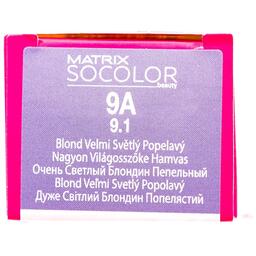 MATRIX
SOCOLOR
beauty
9A
9.1
Blond Velmi Světlý Popelavý
Nagyon Világosszőke Hamvas
Очень Светлый Блондин Пепельный
Blond Veľmi Svetlý Popolavý
Дуже Світлий Блондин Попелястий